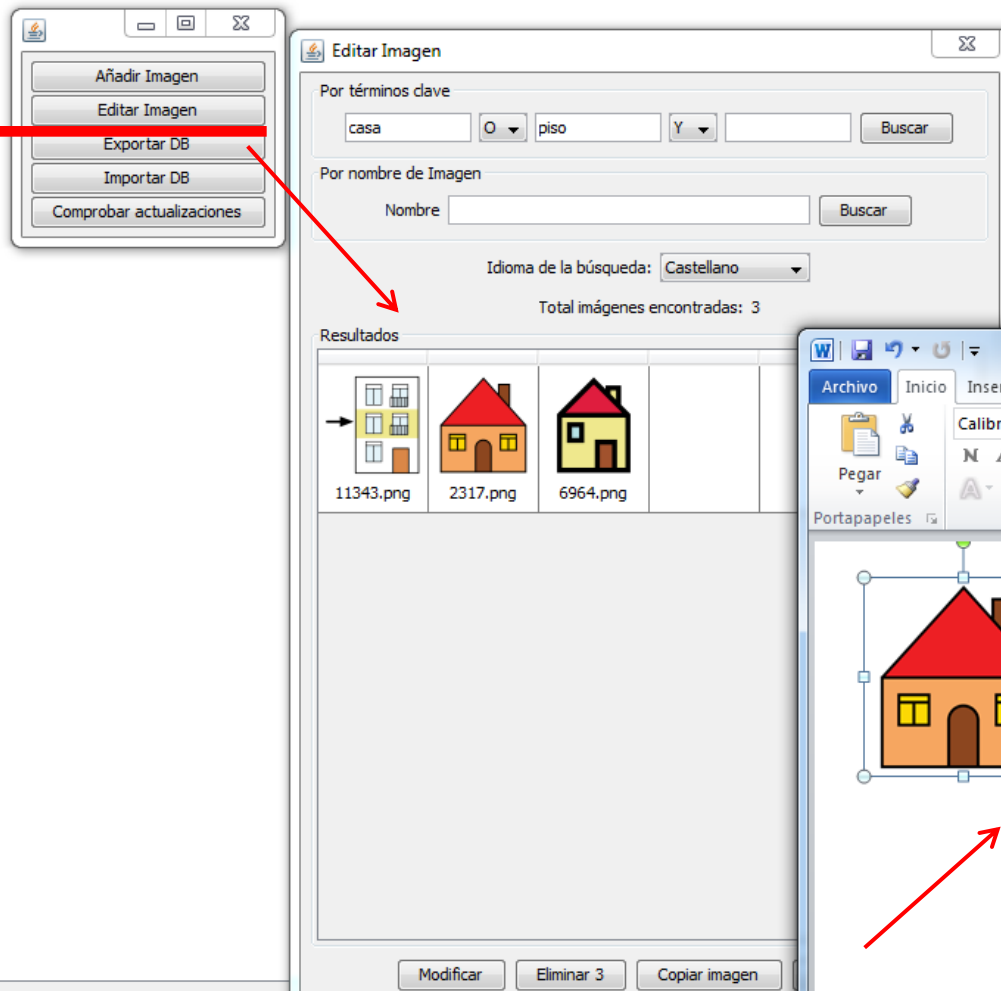 Añadir Imagen
Editar Imagen
Exportar DB
Importar DB
Comprobar actualizaciones
Editar Imagen
Por términos clave
casa O piso Y Buscar
Por nombre de Imagen
Nombre Buscar
Idioma de la búsqueda: Castellano
Total imágenes encontradas: 3
Resultados
11343.png 2317.png 6964.png
Modificar Eliminar 3 Copiar imagen
W
Archivo Inicio
Calibr
N
Pegar
Portapapeles